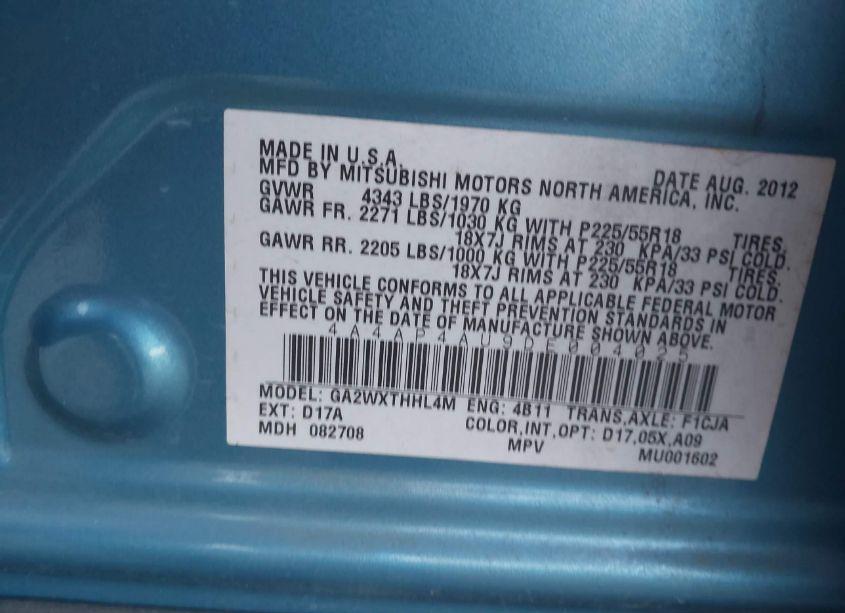 MADE IN U.S.A. DATE AUG. 2012
MFD BY MITSUBISHI MOTORS NORTH AMERICA, INC.
GVWR 4343 LBS/1970 KG
GAWR FR. 2271 LBS/1030 KG WITH P225/55R18 TIRES,
18X7J RIMS AT 230 KPA/33 PSI COLD.
GAWR RR. 2205 LBS/1000 KG WITH P225/55R18 TIRES,
18X7J RIMS AT 230 KPA/33 PSI COLD.
THIS VEHICLE CONFORMS TO ALL APPLICABLE FEDERAL MOTOR
VEHICLE SAFETY AND THEFT PREVENTION STANDARDS IN
EFFECT ON THE DATE OF MANUFACTURE SHOWN ABOVE.
4A4AP4AU9DE004025
MODEL: GA2WXTHHL4M ENG: 4B11 TRANS,AXLE: F1CJA
EXT: D17A COLOR,INT,OPT: D17,05X,A09
MDH 082708 MPV MU001602